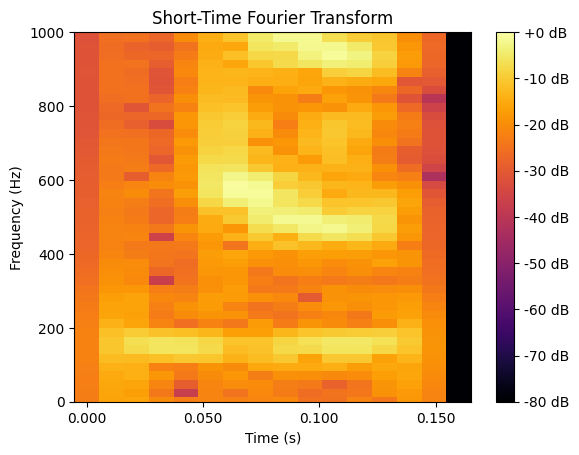 Short-Time Fourier Transform
1000
800
600
400
200
0
Frequency (Hz)
0.000
0.050
0.100
0.150
Time (s)
+0 dB
-10 dB
-20 dB
-30 dB
-40 dB
-50 dB
-60 dB
-70 dB
-80 dB